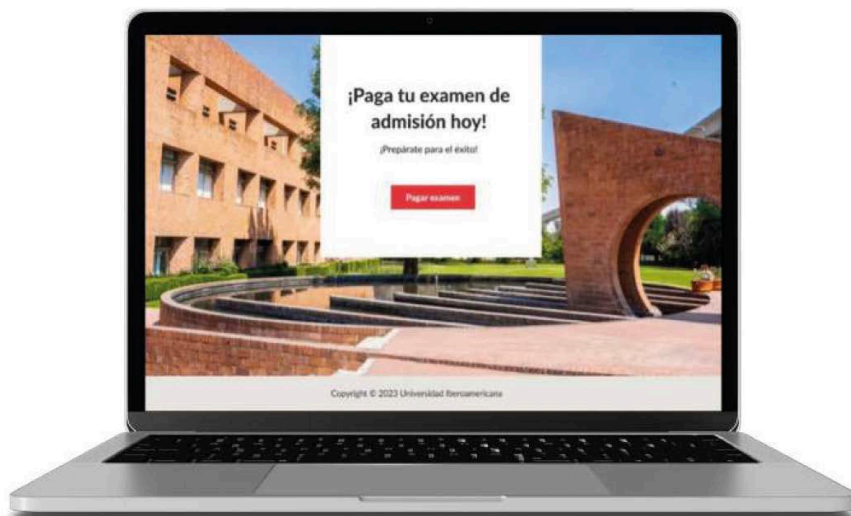 ¡Paga tu examen de
admisión hoy!
¡Prepárate para el éxito!
Pagar examen
Copyright © 2023 Universidad Iberoamericana